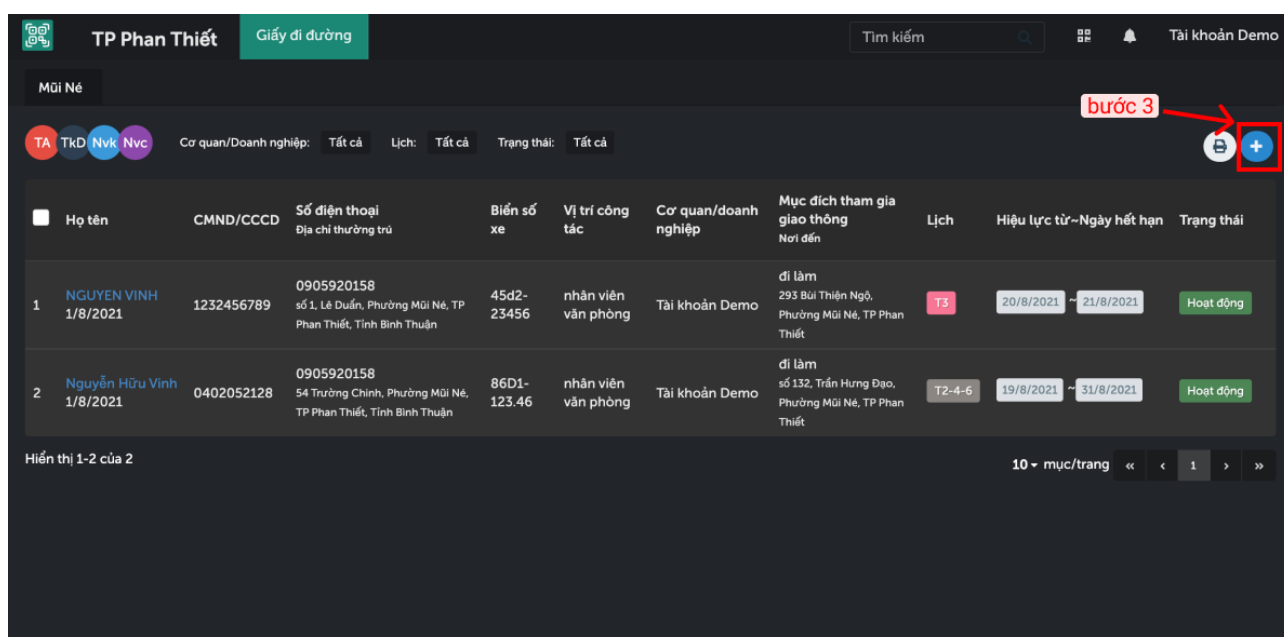 TP Phan Thiết
Giấy đi đường
Tìm kiếm
Tài khoản Demo
Mũi Né
bước 3
TA TkD Nvk Nvc
Cơ quan/Doanh nghiệp: Tất cả Lịch: Tất cả Trạng thái: Tất cả
Họ tên
CMND/CCCD
Số điện thoại
Địa chỉ thường trú
Biển số
xe
Vị trí công
tác
Cơ quan/doanh
nghiệp
Mục đích tham gia
giao thông
Nơi đến
Lịch
Hiệu lực từ~Ngày hết hạn
Trạng thái
1
NGUYEN VINH
1/8/2021
1232456789
0905920158
số 1, Lê Duẩn, Phường Mũi Né, TP
Phan Thiết, Tỉnh Bình Thuận
45d2-
23456
nhân viên
văn phòng
Tài khoản Demo
đi làm
293 Bùi Thiện Ngộ,
Phường Mũi Né, TP Phan
Thiết
T3
20/8/2021 ~ 21/8/2021
Hoạt động
2
Nguyễn Hữu Vinh
1/8/2021
0402052128
0905920158
54 Trường Chinh, Phường Mũi Né,
TP Phan Thiết, Tỉnh Bình Thuận
86D1-
123.46
nhân viên
văn phòng
Tài khoản Demo
đi làm
số 132, Trần Hưng Đạo,
Phường Mũi Né, TP Phan
Thiết
T2-4-6
19/8/2021 ~ 31/8/2021
Hoạt động
Hiển thị 1-2 của 2
10 mục/trang « ‹ 1 › »